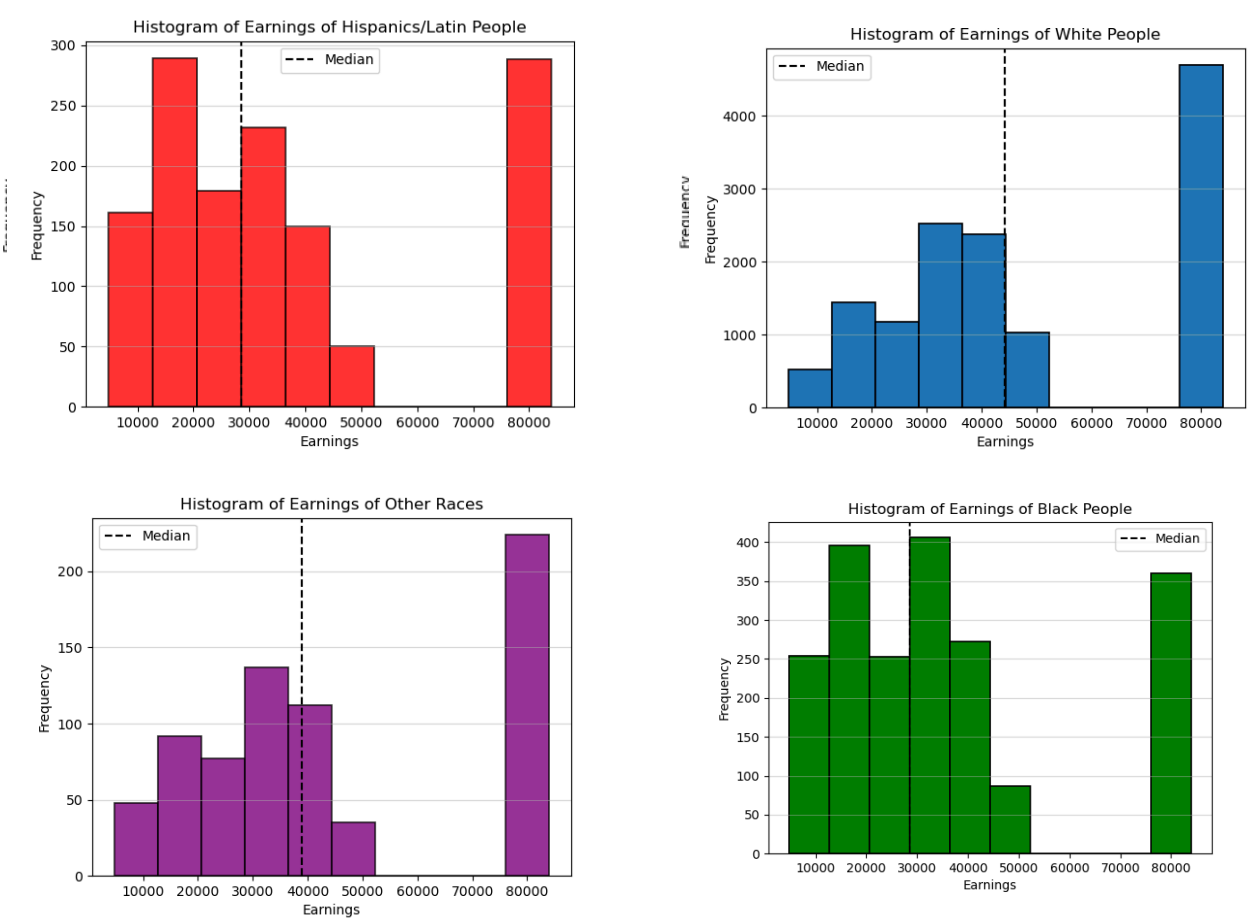 Histogram of Earnings of Hispanics/Latin People
Median
300
250
200
150
100
50
0
Frequency
10000 20000 30000 40000 50000 60000 70000 80000
Earnings
Histogram of Earnings of White People
Median
4000
3000
2000
1000
0
Frequency
Frequency
10000 20000 30000 40000 50000 60000 70000 80000
Earnings
Histogram of Earnings of Other Races
Median
200
150
100
50
0
Frequency
10000 20000 30000 40000 50000 60000 70000 80000
Earnings
Histogram of Earnings of Black People
Median
400
350
300
250
200
150
100
50
0
Frequency
10000 20000 30000 40000 50000 60000 70000 80000
Earnings